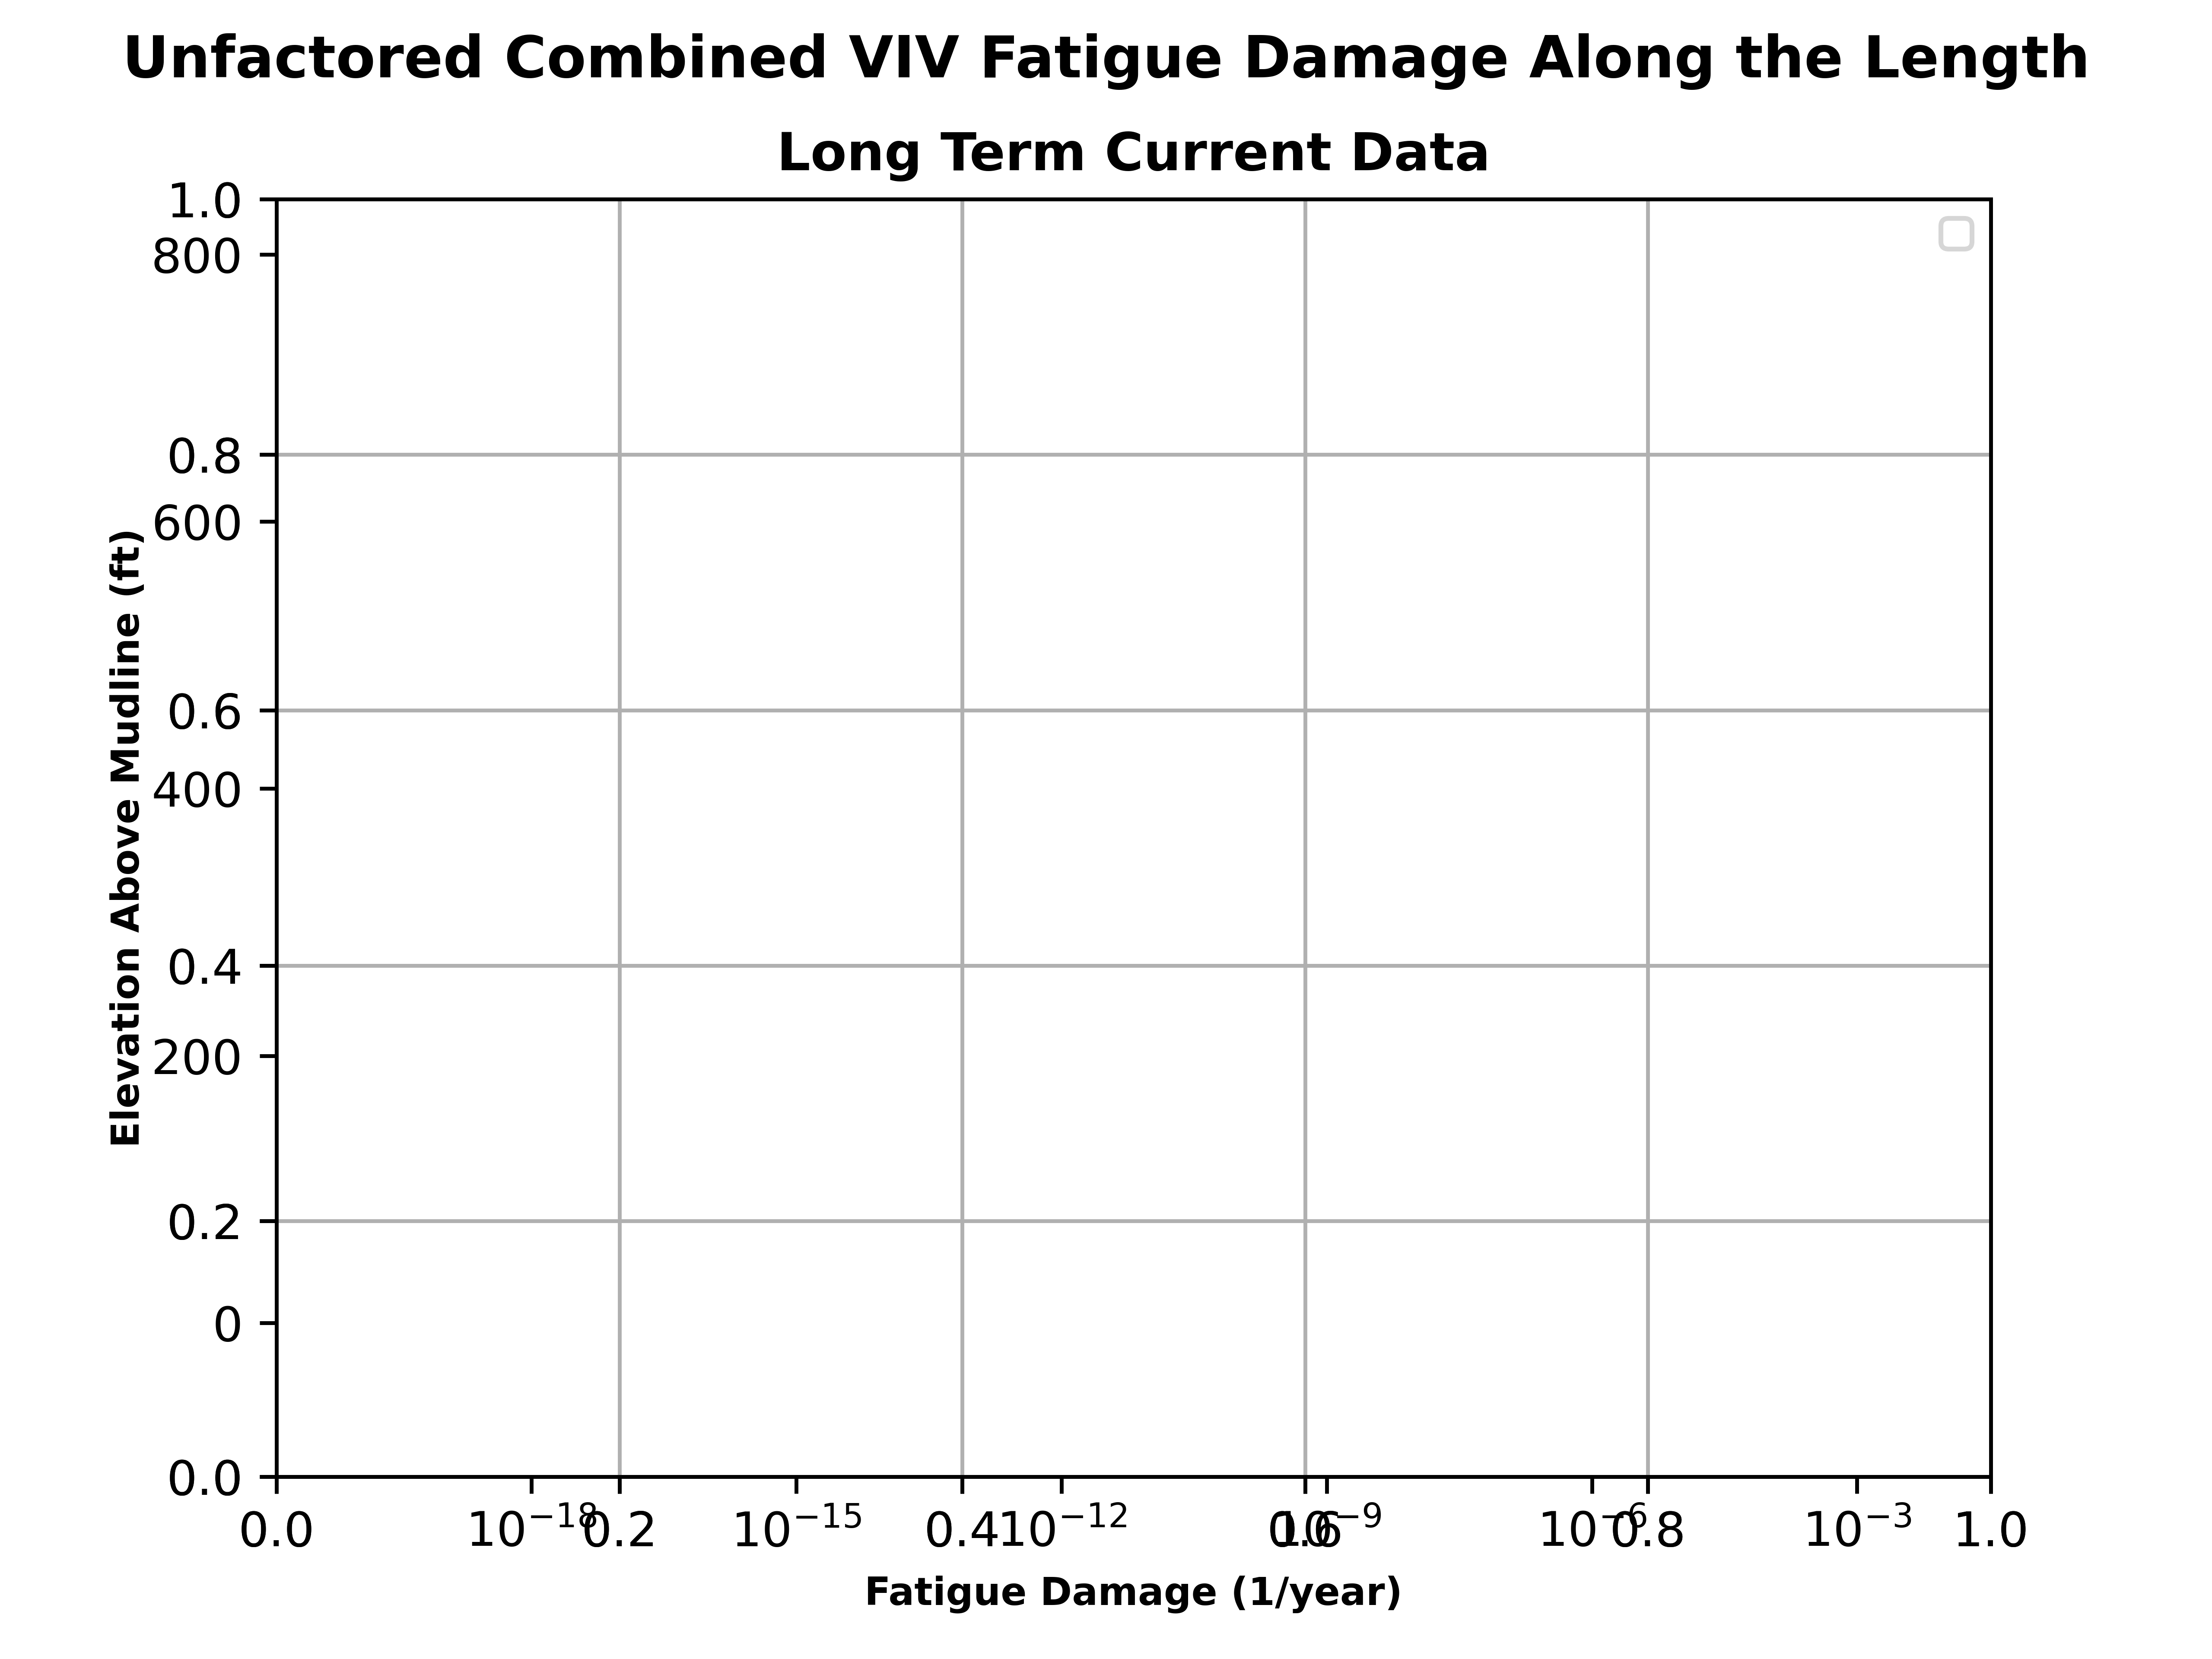 Unfactored Combined VIV Fatigue Damage Along the Length
Long Term Current Data
1.0
800
0.8
600
0.6
400
0.4
200
0.2
0
0.0
Elevation Above Mudline (ft)
0.0 10⁻¹⁸ 0.2 10⁻¹⁵ 0.4 10⁻¹² 0.6 10⁻⁹ 10⁻⁶ 0.8 10⁻³ 1.0
Fatigue Damage (1/year)